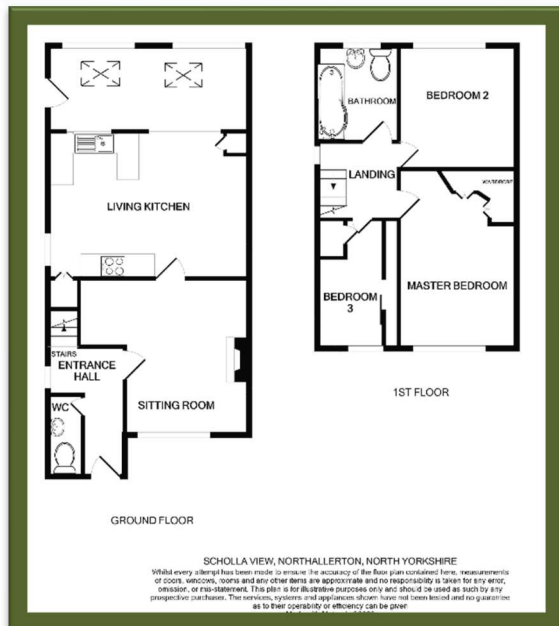 LIVING KITCHEN
STAIRS
ENTRANCE
HALL
WC
SITTING ROOM
GROUND FLOOR
BATHROOM
BEDROOM 2
LANDING
WARDROBE
BEDROOM
3
MASTER BEDROOM
1ST FLOOR
SCHOLLA VIEW, NORTHALLERTON, NORTH YORKSHIRE
Whilst every attempt has been made to ensure the accuracy of the floor plan contained here, measurements
of doors, windows, rooms and any other items are approximate and no responsibility is taken for any error,
omission, or mis-statement. This plan is for illustrative purposes only and should be used as such by any
prospective purchaser. The services, systems and appliances shown have not been tested and no guarantee
as to their operability or efficiency can be given